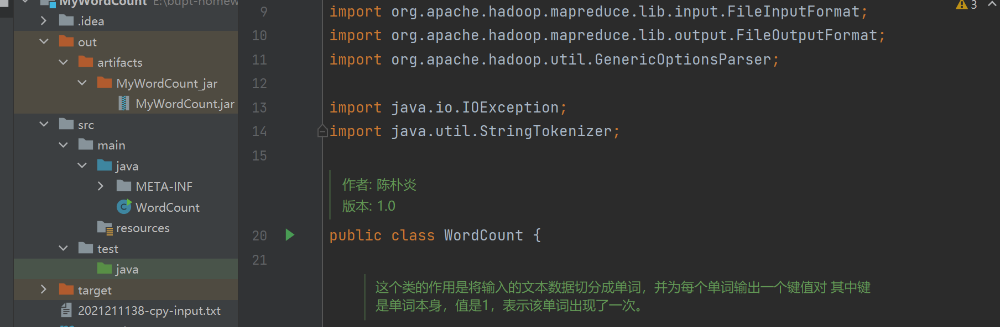 MyWordCount E:\bupt-homew
.idea
out
artifacts
MyWordCount_jar
MyWordCount.jar
src
main
java
META-INF
WordCount
resources
test
java
target
2021211138-cpy-input.txt
3
9 import org.apache.hadoop.mapreduce.lib.input.FileInputFormat;
10 import org.apache.hadoop.mapreduce.lib.output.FileOutputFormat;
11 import org.apache.hadoop.util.GenericOptionsParser;
12
13 import java.io.IOException;
14 import java.util.StringTokenizer;
15
作者: 陈朴炎
版本: 1.0
20 public class WordCount {
21
这个类的作用是将输入的文本数据切分成单词，并为每个单词输出一个键值对 其中键
是单词本身，值是1，表示该单词出现了一次。